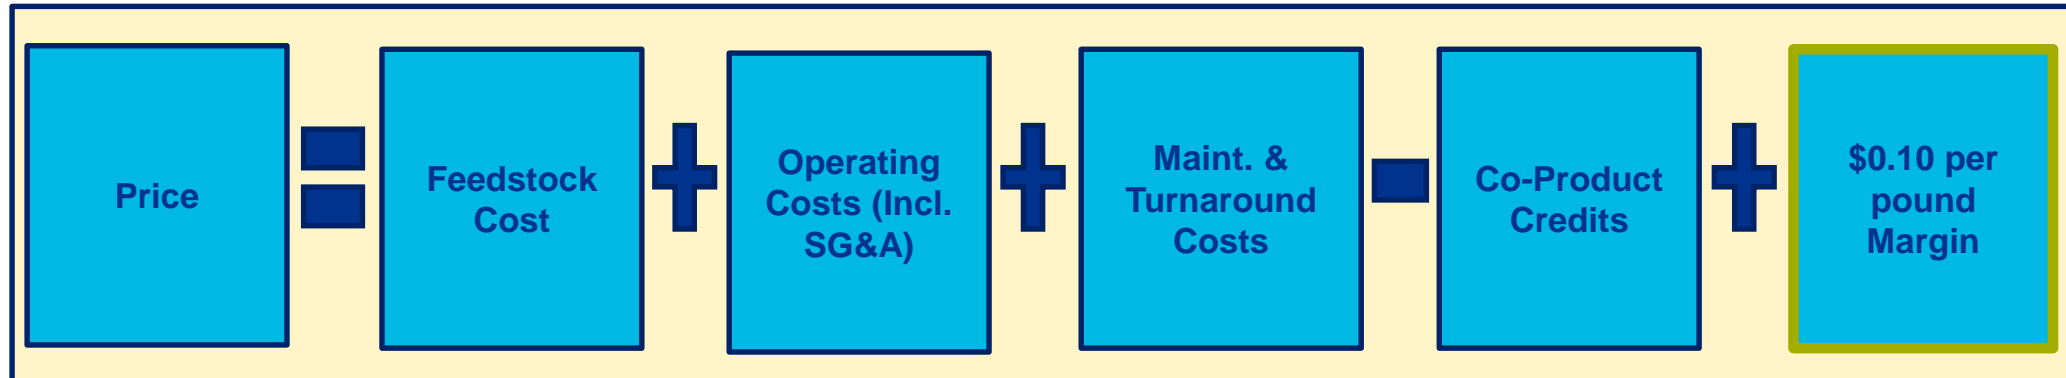 Price
Feedstock
Cost
Operating
Costs (Incl.
SG&A)
Maint. &
Turnaround
Costs
Co-Product
Credits
$0.10 per
pound
Margin